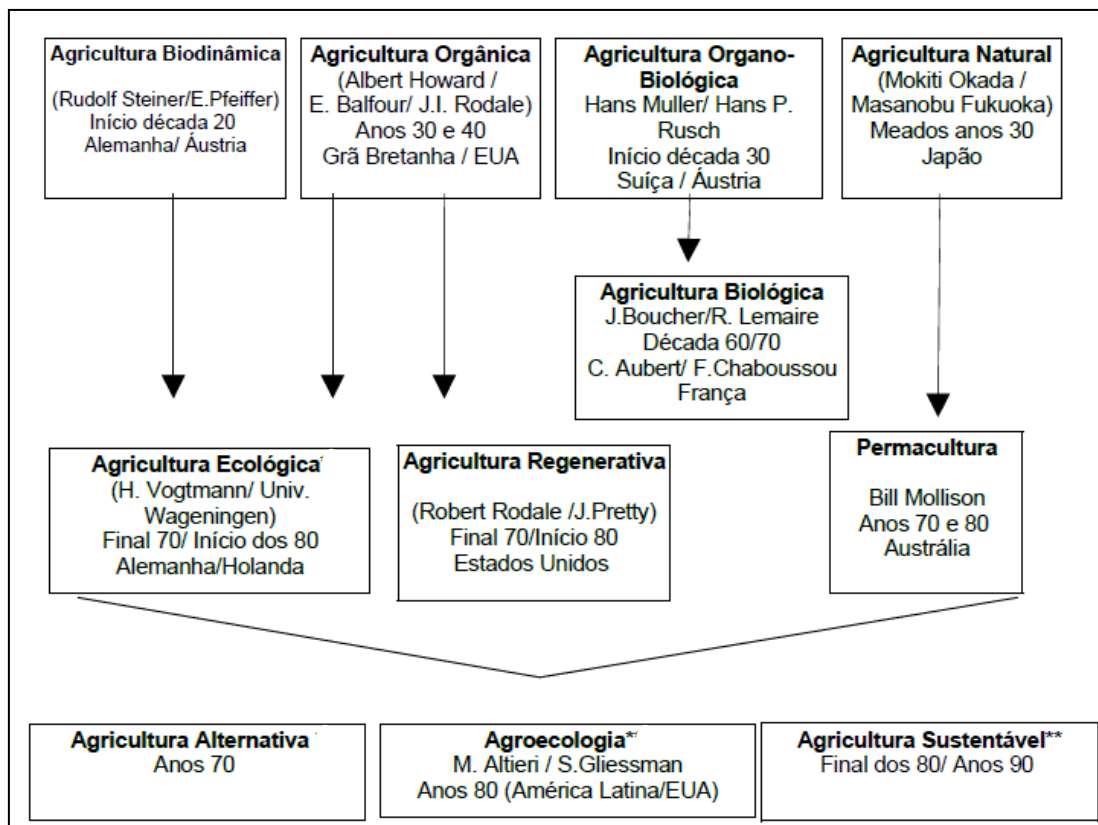 Agricultura Biodinâmica
(Rudolf Steiner/E.Pfeiffer)
Início década 20
Alemanha/ Áustria
Agricultura Orgânica
(Albert Howard /
E. Balfour/ J.I. Rodale)
Anos 30 e 40
Grã Bretanha / EUA
Agricultura Organo-
Biológica
Hans Muller/ Hans P.
Rusch
Início década 30
Suíça / Áustria
Agricultura Natural
(Mokiti Okada /
Masanobu Fukuoka)
Meados anos 30
Japão
Agricultura Biológica
J.Boucher/R. Lemaire
Década 60/70
C. Aubert/ F.Chaboussou
França
Agricultura Ecológica*
(H. Vogtmann/ Univ.
Wageningen)
Final 70/ Início dos 80
Alemanha/Holanda
Agricultura Regenerativa
(Robert Rodale /J.Pretty)
Final 70/Início 80
Estados Unidos
Permacultura
Bill Mollison
Anos 70 e 80
Austrália
Agricultura Alternativa
Anos 70
Agroecologia**
M. Altieri / S.Gliessman
Anos 80 (América Latina/EUA)
Agricultura Sustentável**
Final dos 80/ Anos 90